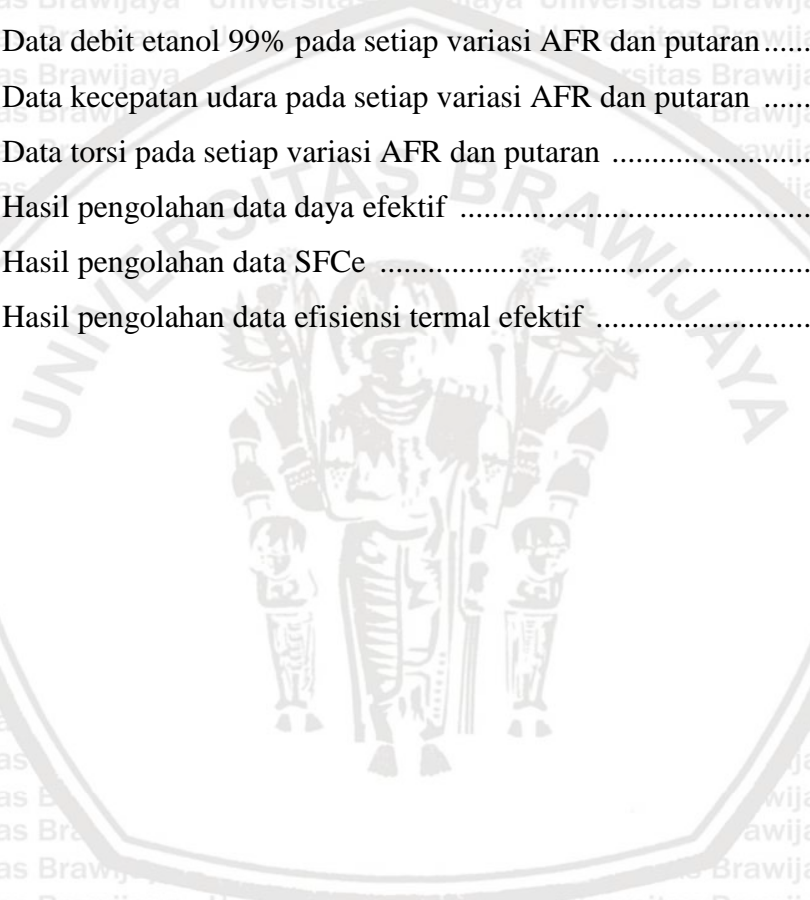 Data debit etanol 99% pada setiap variasi AFR dan putaran......
Data kecepatan udara pada setiap variasi AFR dan putaran ......
Data torsi pada setiap variasi AFR dan putaran .........................
Hasil pengolahan data daya efektif ............................................
Hasil pengolahan data SFCe ......................................................
Hasil pengolahan data efisiensi termal efektif ...........................
UNIVERSITAS BRAWIJAYA